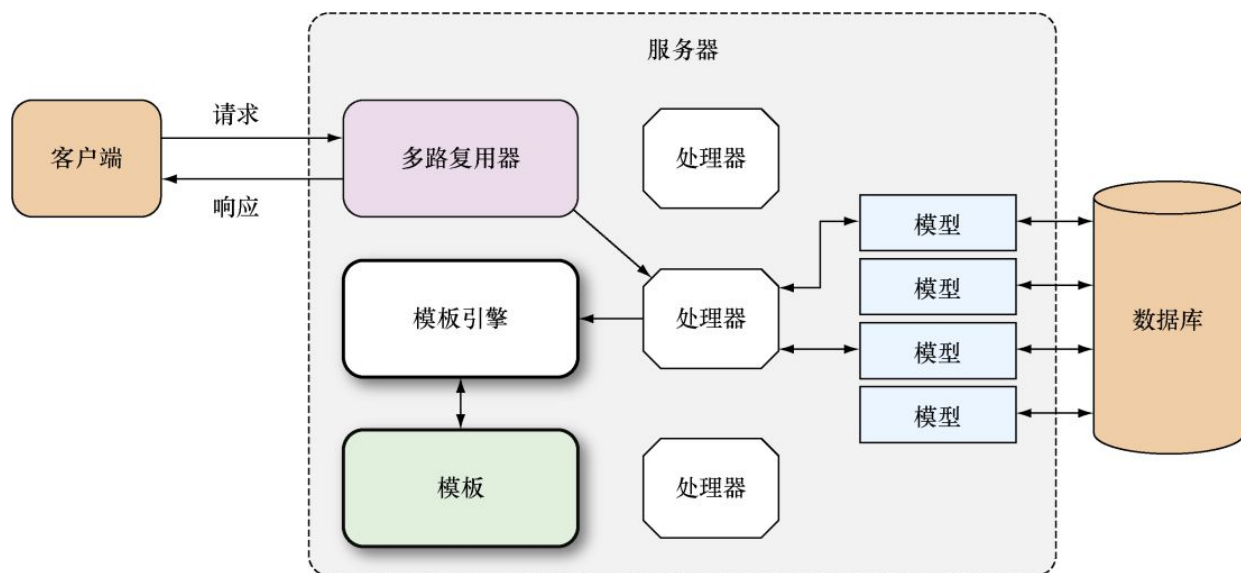 服务器
请求
客户端
多路复用器
处理器
响应
模型
模板引擎
处理器
模型
数据库
模型
模型
模板
处理器